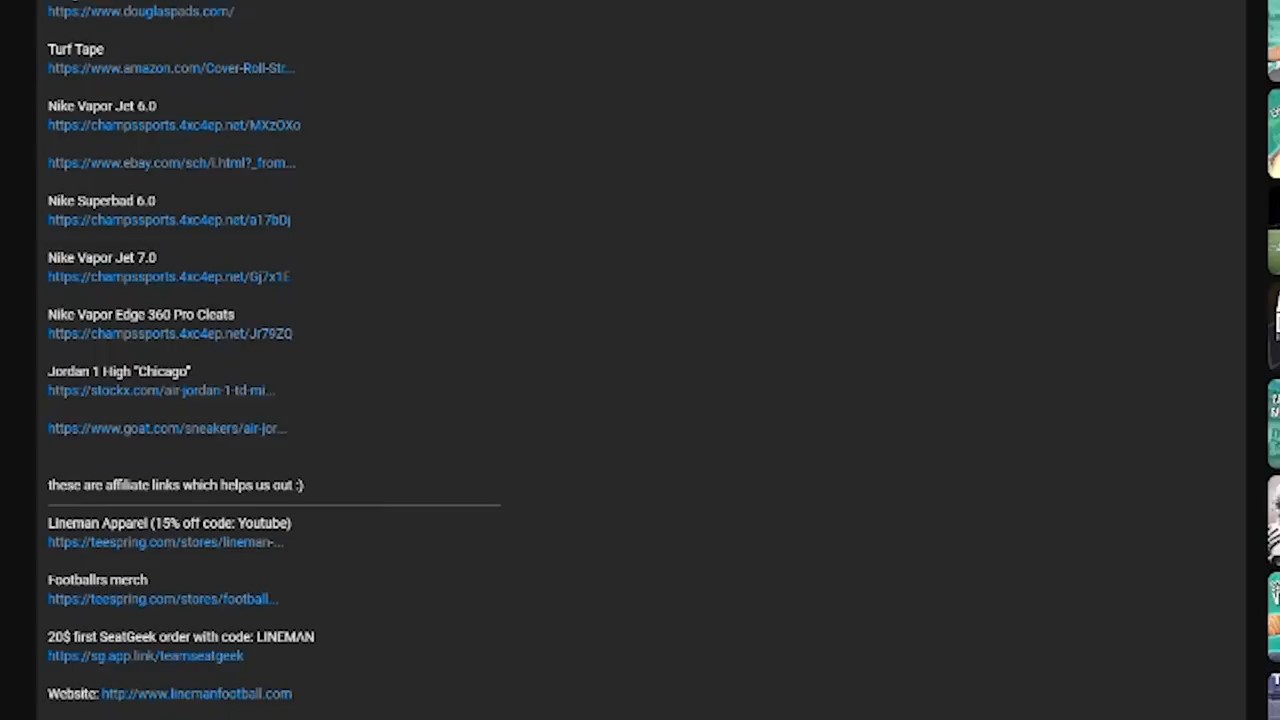 https://www.douglaspads.com/
Turf Tape
https://www.amazon.com/Cover-Roll-Str...
Nike Vapor Jet 6.0
https://champssports.4xc4ep.net/MXzOXo
https://www.ebay.com/sch/i.html?_from...
Nike Superbad 6.0
https://champssports.4xc4ep.net/a17bDj
Nike Vapor Jet 7.0
https://champssports.4xc4ep.net/Gj7x1E
Nike Vapor Edge 360 Pro Cleats
https://champssports.4xc4ep.net/Jr79ZQ
Jordan 1 High "Chicago"
https://stockx.com/air-jordan-1-td-mi...
https://www.goat.com/sneakers/air-jor...
these are affiliate links which helps us out :)
Lineman Apparel (15% off code: Youtube)
https://teespring.com/stores/lineman-...
Footballrs merch
https://teespring.com/stores/football...
20$ first SeatGeek order with code: LINEMAN
https://sg.app.link/teamseatgeek
Website: http://www.linemanfootball.com